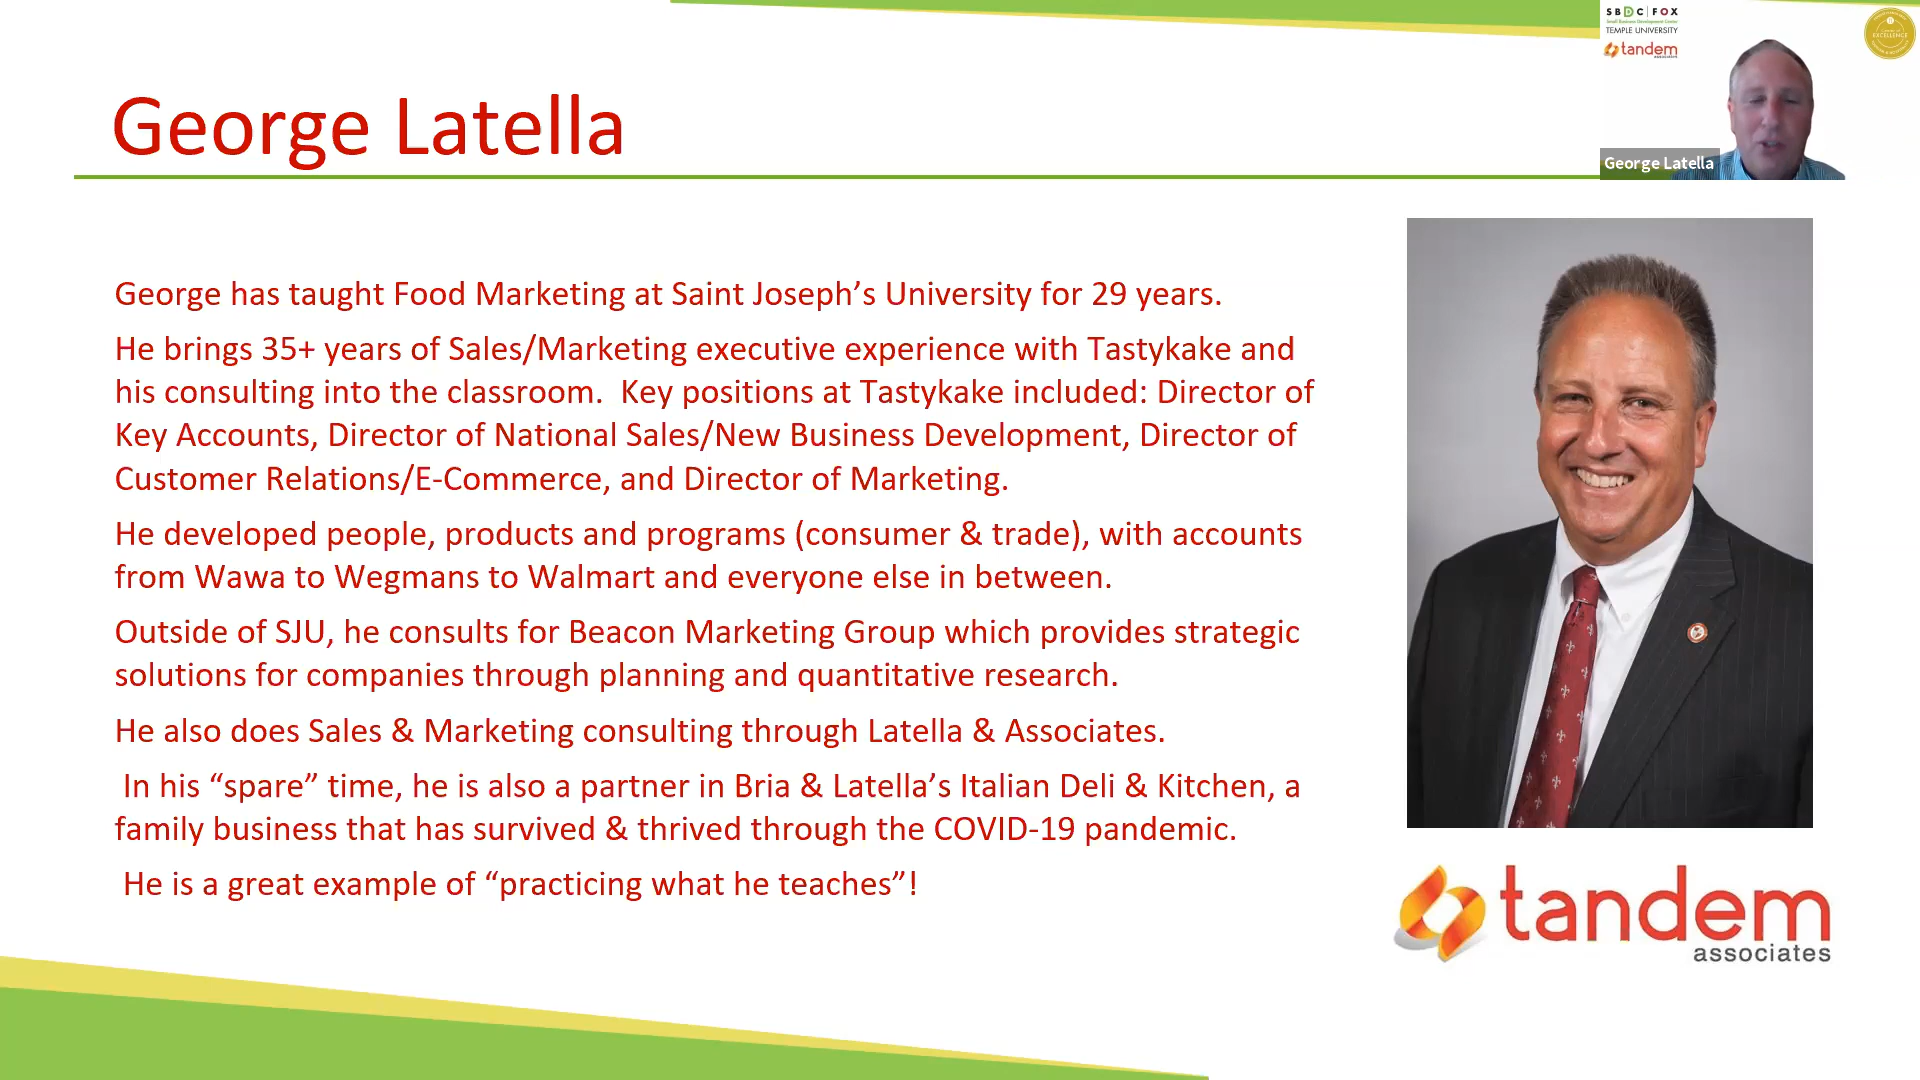 SBDC|FOX
Small Business Development Center
TEMPLE UNIVERSITY
tandem
associates
EXCELLENCE
George Latella
George Latella
George has taught Food Marketing at Saint Joseph’s University for 29 years.
He brings 35+ years of Sales/Marketing executive experience with Tastykake and
his consulting into the classroom.  Key positions at Tastykake included: Director of
Key Accounts, Director of National Sales/New Business Development, Director of
Customer Relations/E-Commerce, and Director of Marketing.
He developed people, products and programs (consumer & trade), with accounts
from Wawa to Wegmans to Walmart and everyone else in between.
Outside of SJU, he consults for Beacon Marketing Group which provides strategic
solutions for companies through planning and quantitative research.
He also does Sales & Marketing consulting through Latella & Associates.
In his “spare” time, he is also a partner in Bria & Latella’s Italian Deli & Kitchen, a
family business that has survived & thrived through the COVID-19 pandemic.
He is a great example of “practicing what he teaches”!
tandem
associates